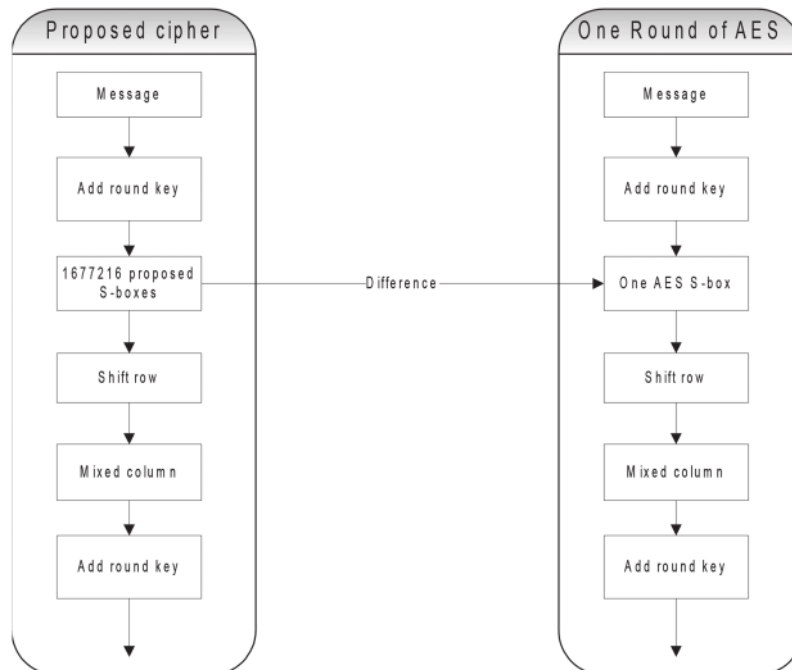 Proposed cipher
Message
Add round key
1677216 proposed
S-boxes
Shift row
Mixed column
Add round key
Difference
One Round of AES
Message
Add round key
One AES S-box
Shift row
Mixed column
Add round key